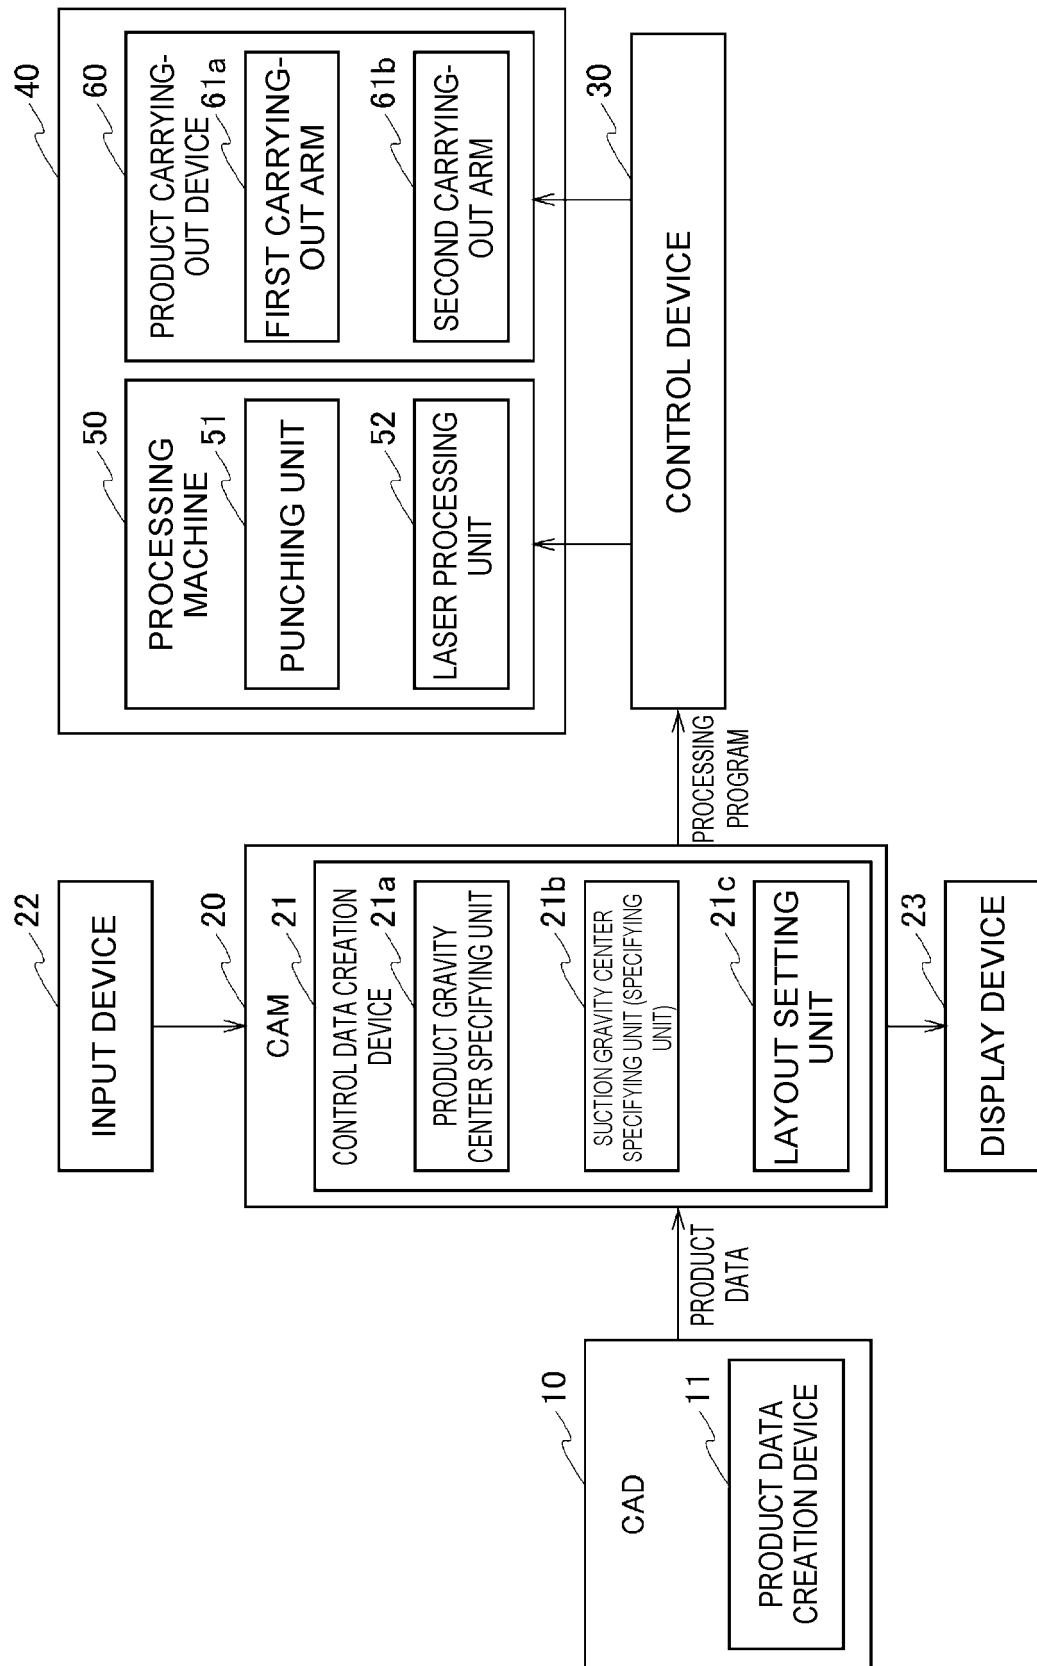 10
CAD
11
PRODUCT DATA
CREATION DEVICE
PRODUCT
DATA
22
INPUT DEVICE
20
CAM
21
CONTROL DATA CREATION
DEVICE
21a
PRODUCT GRAVITY
CENTER SPECIFYING UNIT
21b
SUCTION GRAVITY CENTER
SPECIFYING UNIT (SPECIFYING
UNIT)
21c
LAYOUT SETTING
UNIT
23
DISPLAY DEVICE
PROCESSING
PROGRAM
40
50
PROCESSING
MACHINE
51
PUNCHING UNIT
52
LASER PROCESSING
UNIT
60
PRODUCT CARRYING-
OUT DEVICE
61a
FIRST CARRYING-
OUT ARM
61b
SECOND CARRYING-
OUT ARM
30
CONTROL DEVICE